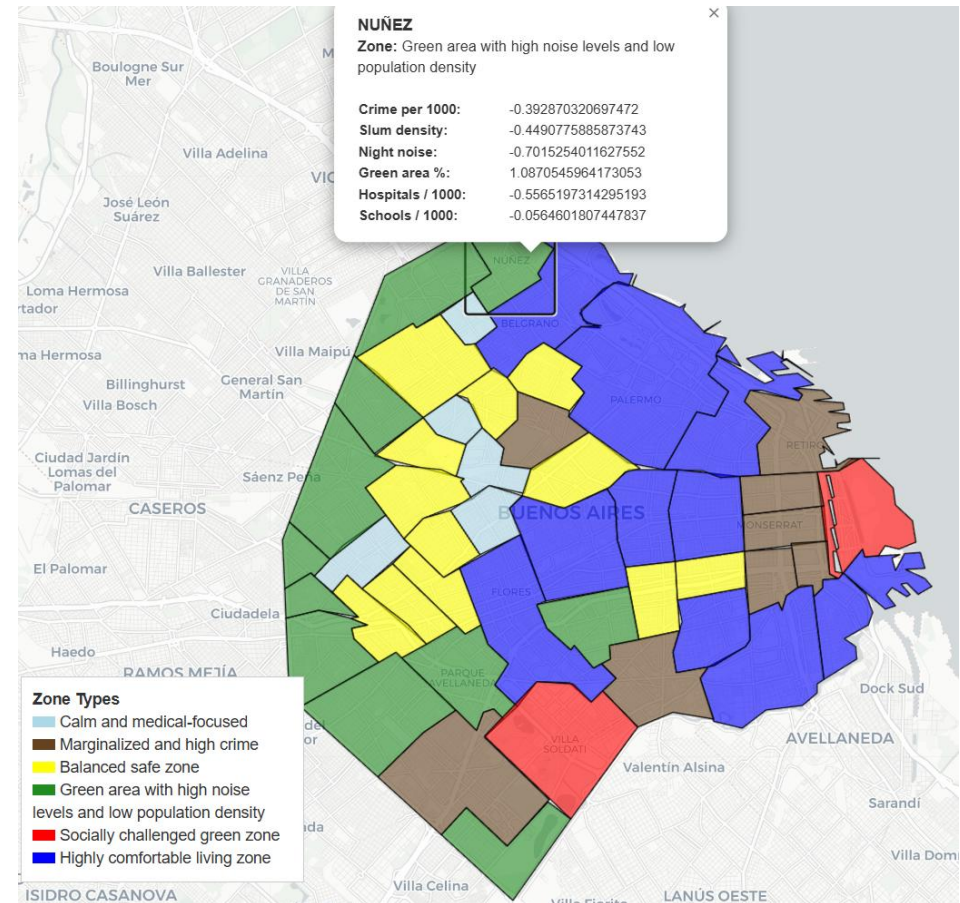 ×
NUÑEZ
Zone: Green area with high noise levels and low
population density
Crime per 1000: -0.392870320697472
Slum density: -0.4490775885873743
Night noise: -0.7015254011627552
Green area %: 1.0870545964173053
Hospitals / 1000: -0.5565197314295193
Schools / 1000: -0.0564601807447837
Boulogne Sur
Mer
Villa Adelina
José León
Suárez
NUÑEZ
Villa Ballester
VILLA
GRANADEROS
DE SAN
MARTÍN
Loma Hermosa
BELGRANO
ma Hermosa
Villa Maipú
Billinghurst
General San
Martín
Villa Bosch
PALERMO
RETIRO
Ciudad Jardín
Lomas del
Palomar
Sáenz Peña
CASEROS
BUENOS AIRES
MONSERRAT
El Palomar
FLORES
Ciudadela
Haedo
RAMOS MEJÍA
PARQUE
AVELLANEDA
Dock Sud
Zone Types
Calm and medical-focused
Marginalized and high crime
Balanced safe zone
Green area with high noise
levels and low population density
Socially challenged green zone
Highly comfortable living zone
VILLA
SOLDATI
AVELLANEDA
Valentín Alsina
Sarandí
Villa Dom
Villa Celina
ISIDRO CASANOVA
LANÚS OESTE